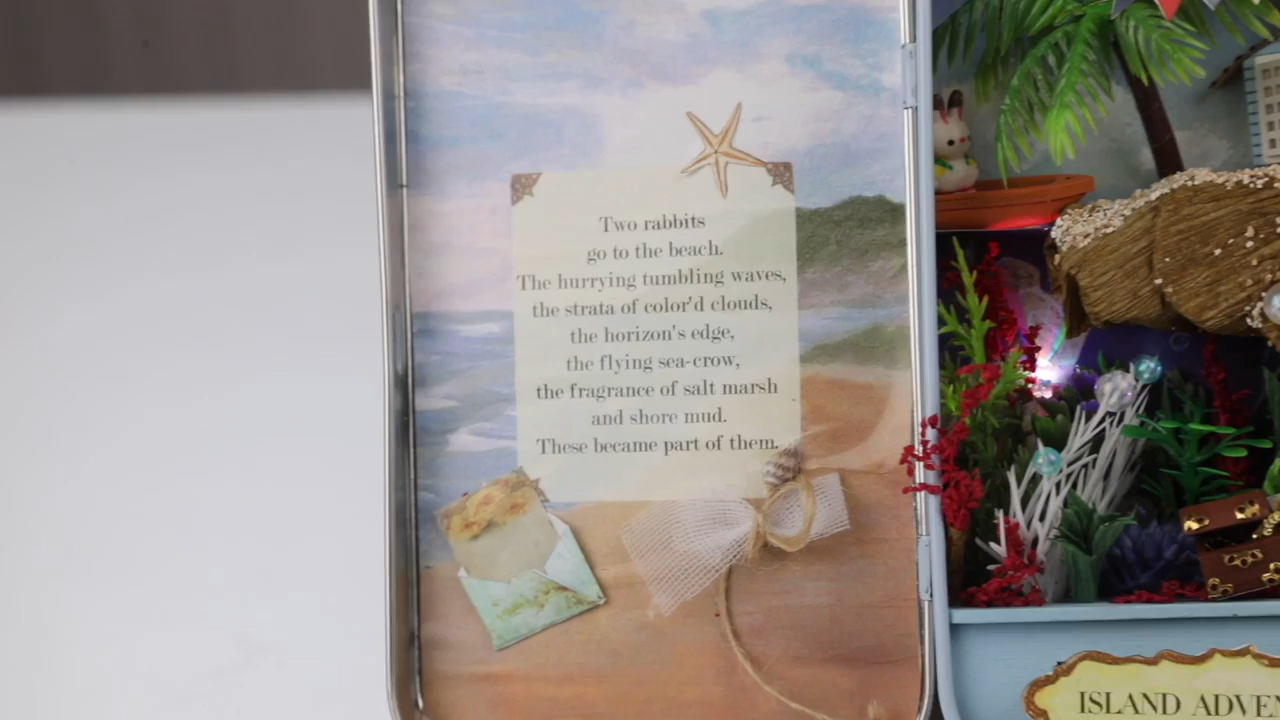 Two rabbits
go to the beach.
The hurrying tumbling waves,
the strata of color'd clouds,
the horizon's edge,
the flying sea-crow,
the fragrance of salt marsh
and shore mud.
These became part of them.
ISLAND ADVEN